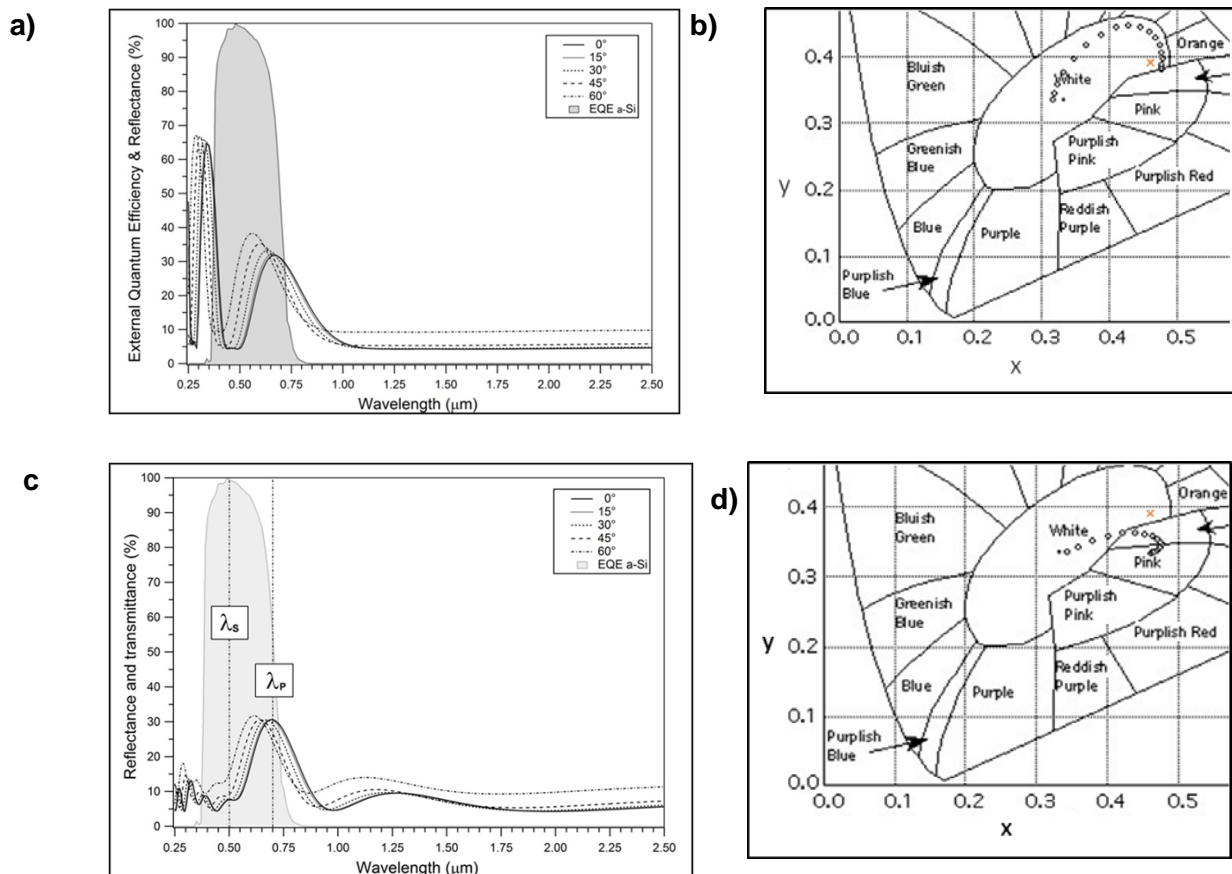 a)
External Quantum Efficiency & Reflectance (%)
100
90
80
70
60
50
40
30
20
10
0
0°
15°
30°
45°
60°
EQE a-Si
0.25 0.50 0.75 1.00 1.25 1.50 1.75 2.00 2.25 2.50
Wavelength (μm)
b)
y
0.4
0.3
0.2
0.1
0.0
Bluish
Green
White
Orange
Pink
Greenish
Blue
Purplish
Pink
Purplish Red
Blue
Purple
Reddish
Purple
Purplish
Blue
0.0 0.1 0.2 0.3 0.4 0.5
x
c
Reflectance and transmittance (%)
100
90
80
70
60
50
40
30
20
10
0
0°
15°
30°
45°
60°
EQE a-Si
λS
λP
0.25 0.50 0.75 1.00 1.25 1.50 1.75 2.00 2.25 2.50
Wavelength (μm)
d)
y
0.4
0.3
0.2
0.1
0.0
Bluish
Green
White
Orange
Pink
Greenish
Blue
Purplish
Pink
Purplish Red
Blue
Purple
Reddish
Purple
Purplish
Blue
0.0 0.1 0.2 0.3 0.4 0.5
x